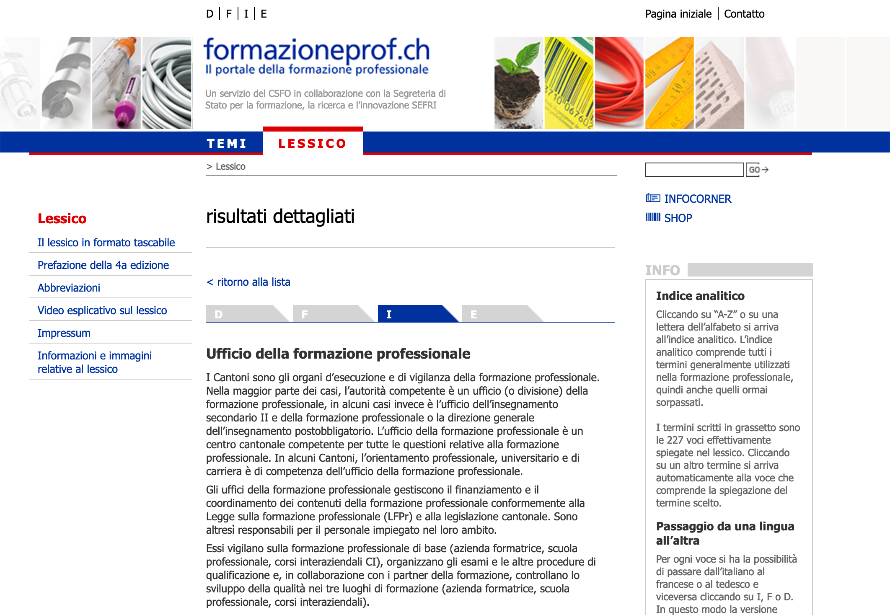 D | F | I | E
Pagina iniziale | Contatto
formazioneprof.ch
Il portale della formazione professionale
Un servizio del CSFO in collaborazione con la Segreteria di
Stato per la formazione, la ricerca e l'innovazione SEFRI
TEMI
LESSICO
> Lessico
GO
INFOCORNER
SHOP
Lessico
Il lessico in formato tascabile
Prefazione della 4a edizione
Abbreviazioni
Video esplicativo sul lessico
Impressum
Informazioni e immagini
relative al lessico
risultati dettagliati
< ritorno alla lista
D F I E
Ufficio della formazione professionale
I Cantoni sono gli organi d'esecuzione e di vigilanza della formazione professionale.
Nella maggior parte dei casi, l'autorità competente è un ufficio (o divisione) della
formazione professionale, in alcuni casi invece è l'ufficio dell'insegnamento
secondario II e della formazione professionale o la direzione generale
dell'insegnamento postobbligatorio. L'ufficio della formazione professionale è un
centro cantonale competente per tutte le questioni relative alla formazione
professionale. In alcuni Cantoni, l'orientamento professionale, universitario e di
carriera è di competenza dell'ufficio della formazione professionale.
Gli uffici della formazione professionale gestiscono il finanziamento e il
coordinamento dei contenuti della formazione professionale conformemente alla
Legge sulla formazione professionale (LFPr) e alla legislazione cantonale. Sono
altresì responsabili per il personale impiegato nel loro ambito.
Essi vigilano sulla formazione professionale di base (azienda formatrice, scuola
professionale, corsi interaziendali CI), organizzano gli esami e le altre procedure di
qualificazione e, in collaborazione con i partner della formazione, controllano lo
sviluppo della qualità nei tre luoghi di formazione (azienda formatrice, scuola
professionale, corsi interaziendali).
INFO
Indice analitico
Cliccando su "A-Z" o su una
lettera dell'alfabeto si arriva
all'indice analitico. L'indice
analitico comprende tutti i
termini generalmente utilizzati
nella formazione professionale,
quindi anche quelli ormai
sorpassati.
I termini scritti in grassetto sono
le 227 voci effettivamente
spiegate nel lessico. Cliccando
su un altro termine si arriva
automaticamente alla voce che
comprende la spiegazione del
termine scelto.
Passaggio da una lingua
all'altra
Per ogni voce si ha la possibilità
di passare dall'italiano al
francese o al tedesco e
viceversa cliccando su I, F o D.
In questo modo la versione